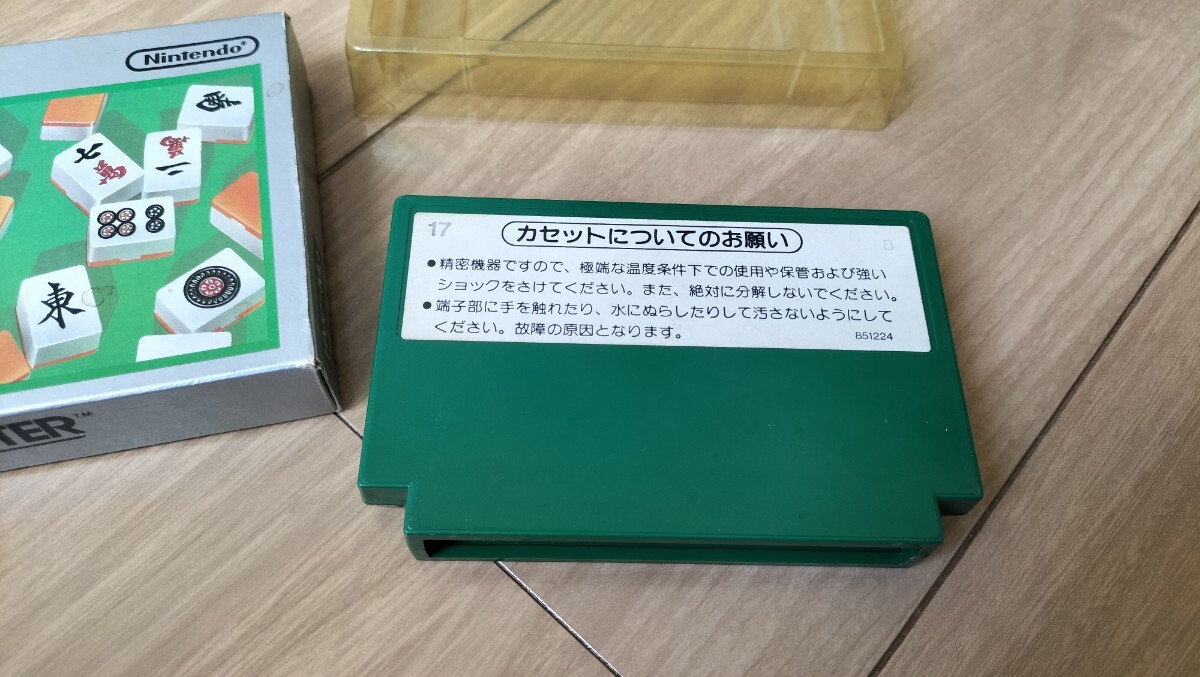 Nintendo®
南
七 二
萬 萬
東
TER™
17 カセットについてのお願い B
●精密機器ですので、極端な温度条件下での使用や保管および強い
ショックをさけてください。また、絶対に分解しないでください。
●端子部に手を触れたり、水にぬらしたりして汚さないようにして
ください。故障の原因となります。
851224